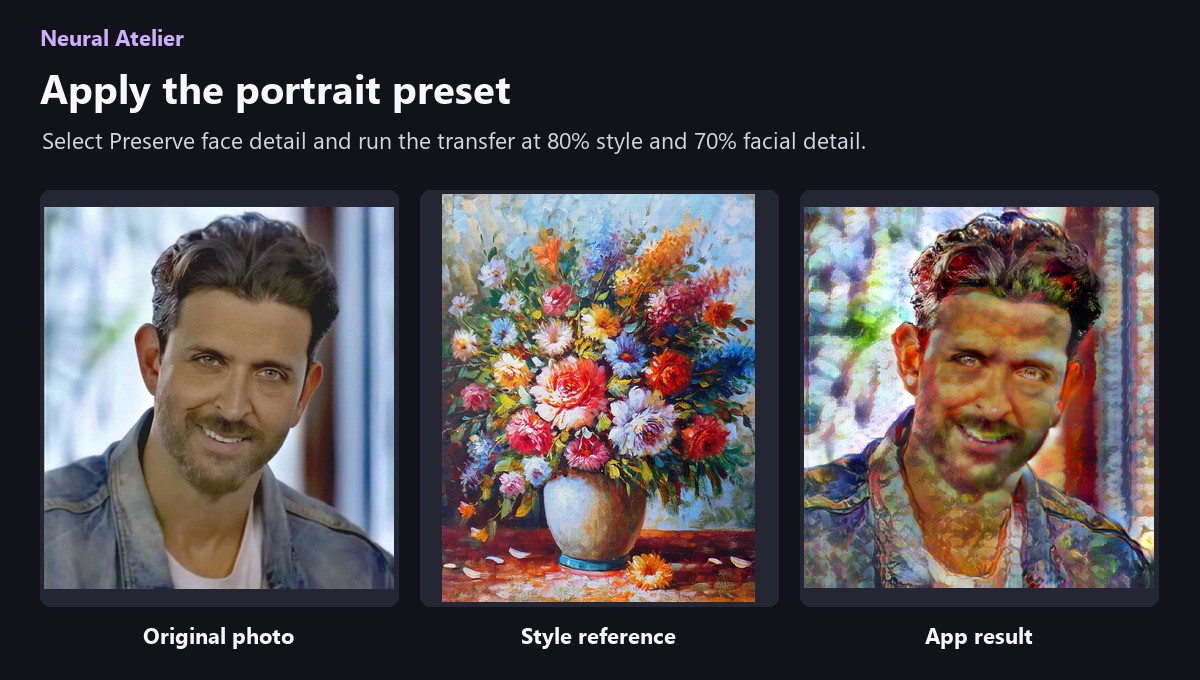 Neural Atelier
Apply the portrait preset
Select Preserve face detail and run the transfer at 80% style and 70% facial detail.
Original photo
Style reference
App result